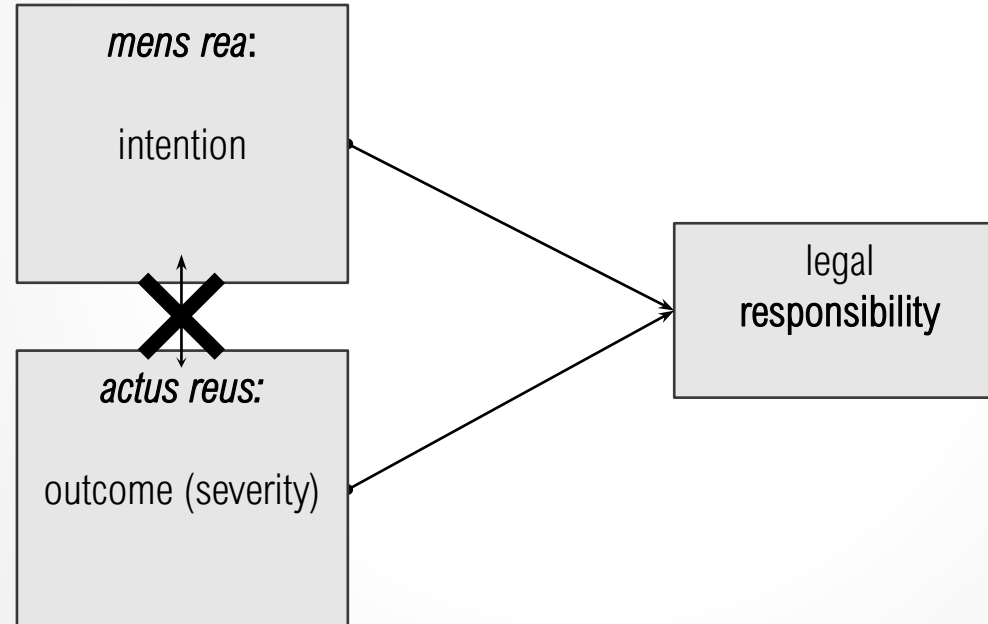 mens rea:
intention
actus reus:
outcome (severity)
legal
responsibility